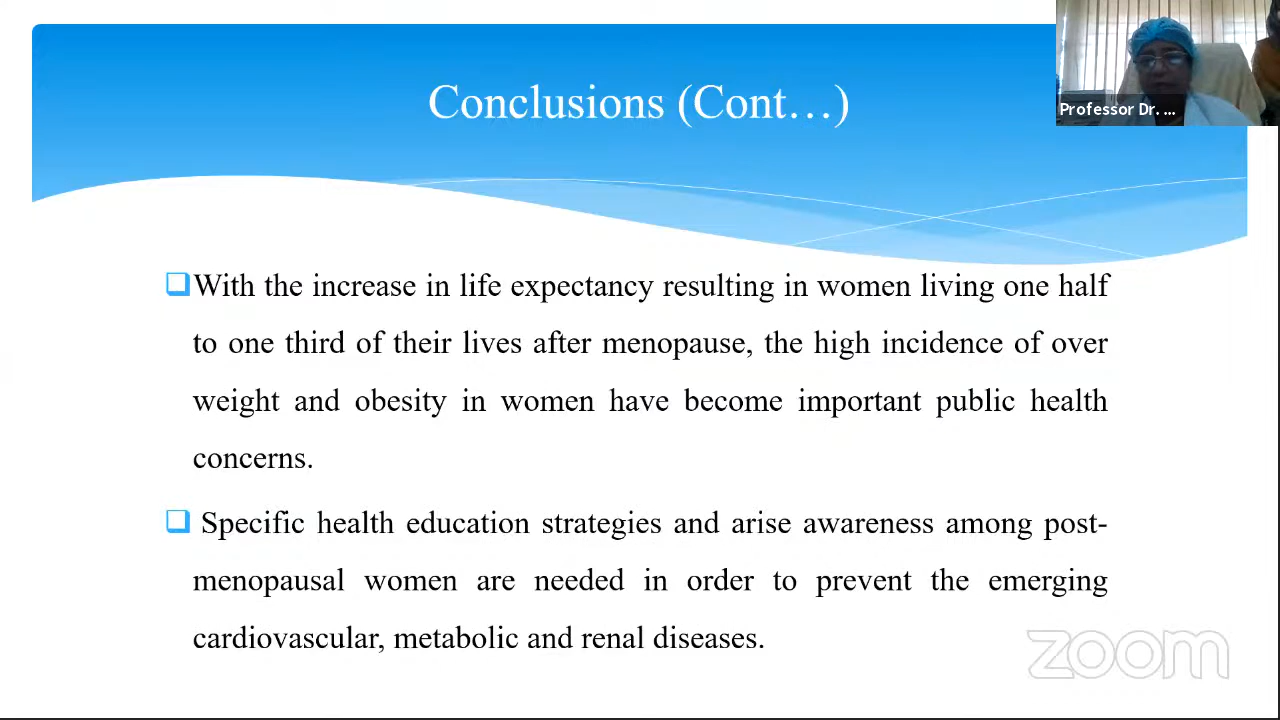 Conclusions (Cont…)
Professor Dr. ...
With the increase in life expectancy resulting in women living one half
to one third of their lives after menopause, the high incidence of over
weight and obesity in women have become important public health
concerns.
Specific health education strategies and arise awareness among post-
menopausal women are needed in order to prevent the emerging
cardiovascular, metabolic and renal diseases.
zoom